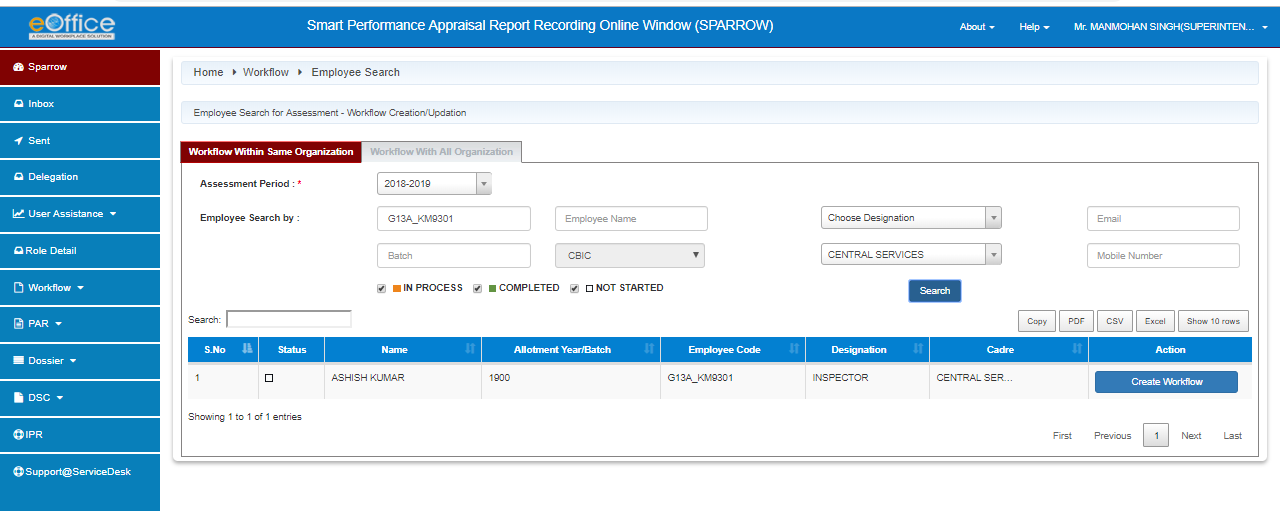 eOffice
A DIGITAL WORKPLACE SOLUTION
Smart Performance Appraisal Report Recording Online Window (SPARROW)
About
Help
Mr. MANMOHAN SINGH(SUPERINTEN...
Sparrow
Inbox
Sent
Delegation
User Assistance
Role Detail
Workflow
PAR
Dossier
DSC
IPR
Support@ServiceDesk
Home Workflow Employee Search
Employee Search for Assessment - Workflow Creation/Updation
Workflow Within Same Organization Workflow With All Organization
Assessment Period : * 2018-2019
Employee Search by : G13A_KM9301 Employee Name Choose Designation Email
Batch CBIC CENTRAL SERVICES Mobile Number
IN PROCESS COMPLETED NOT STARTED Search
Search: Copy PDF CSV Excel Show 10 rows
S.No Status Name Allotment Year/Batch Employee Code Designation Cadre Action
1 ASHISH KUMAR 1900 G13A_KM9301 INSPECTOR CENTRAL SER... Create Workflow
Showing 1 to 1 of 1 entries
First Previous 1 Next Last